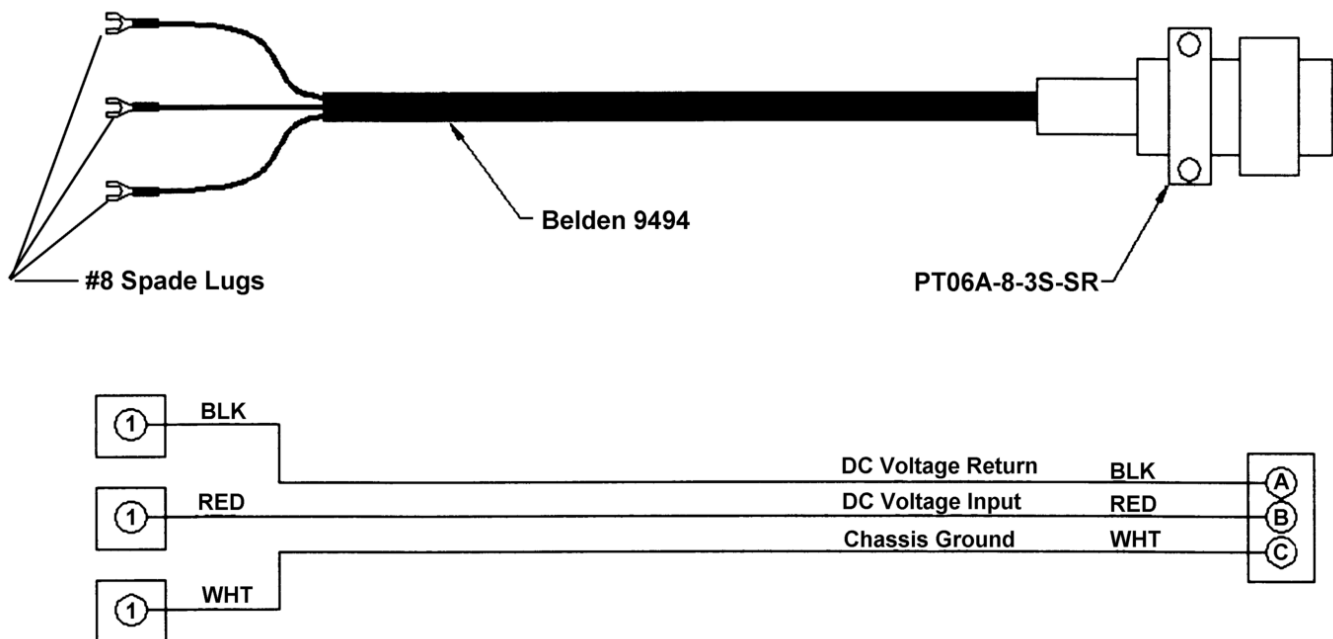 Belden 9494
#8 Spade Lugs
PT06A-8-3S-SR
1
BLK
DC Voltage Return
BLK
A
1
RED
DC Voltage Input
RED
B
Chassis Ground
WHT
C
1
WHT